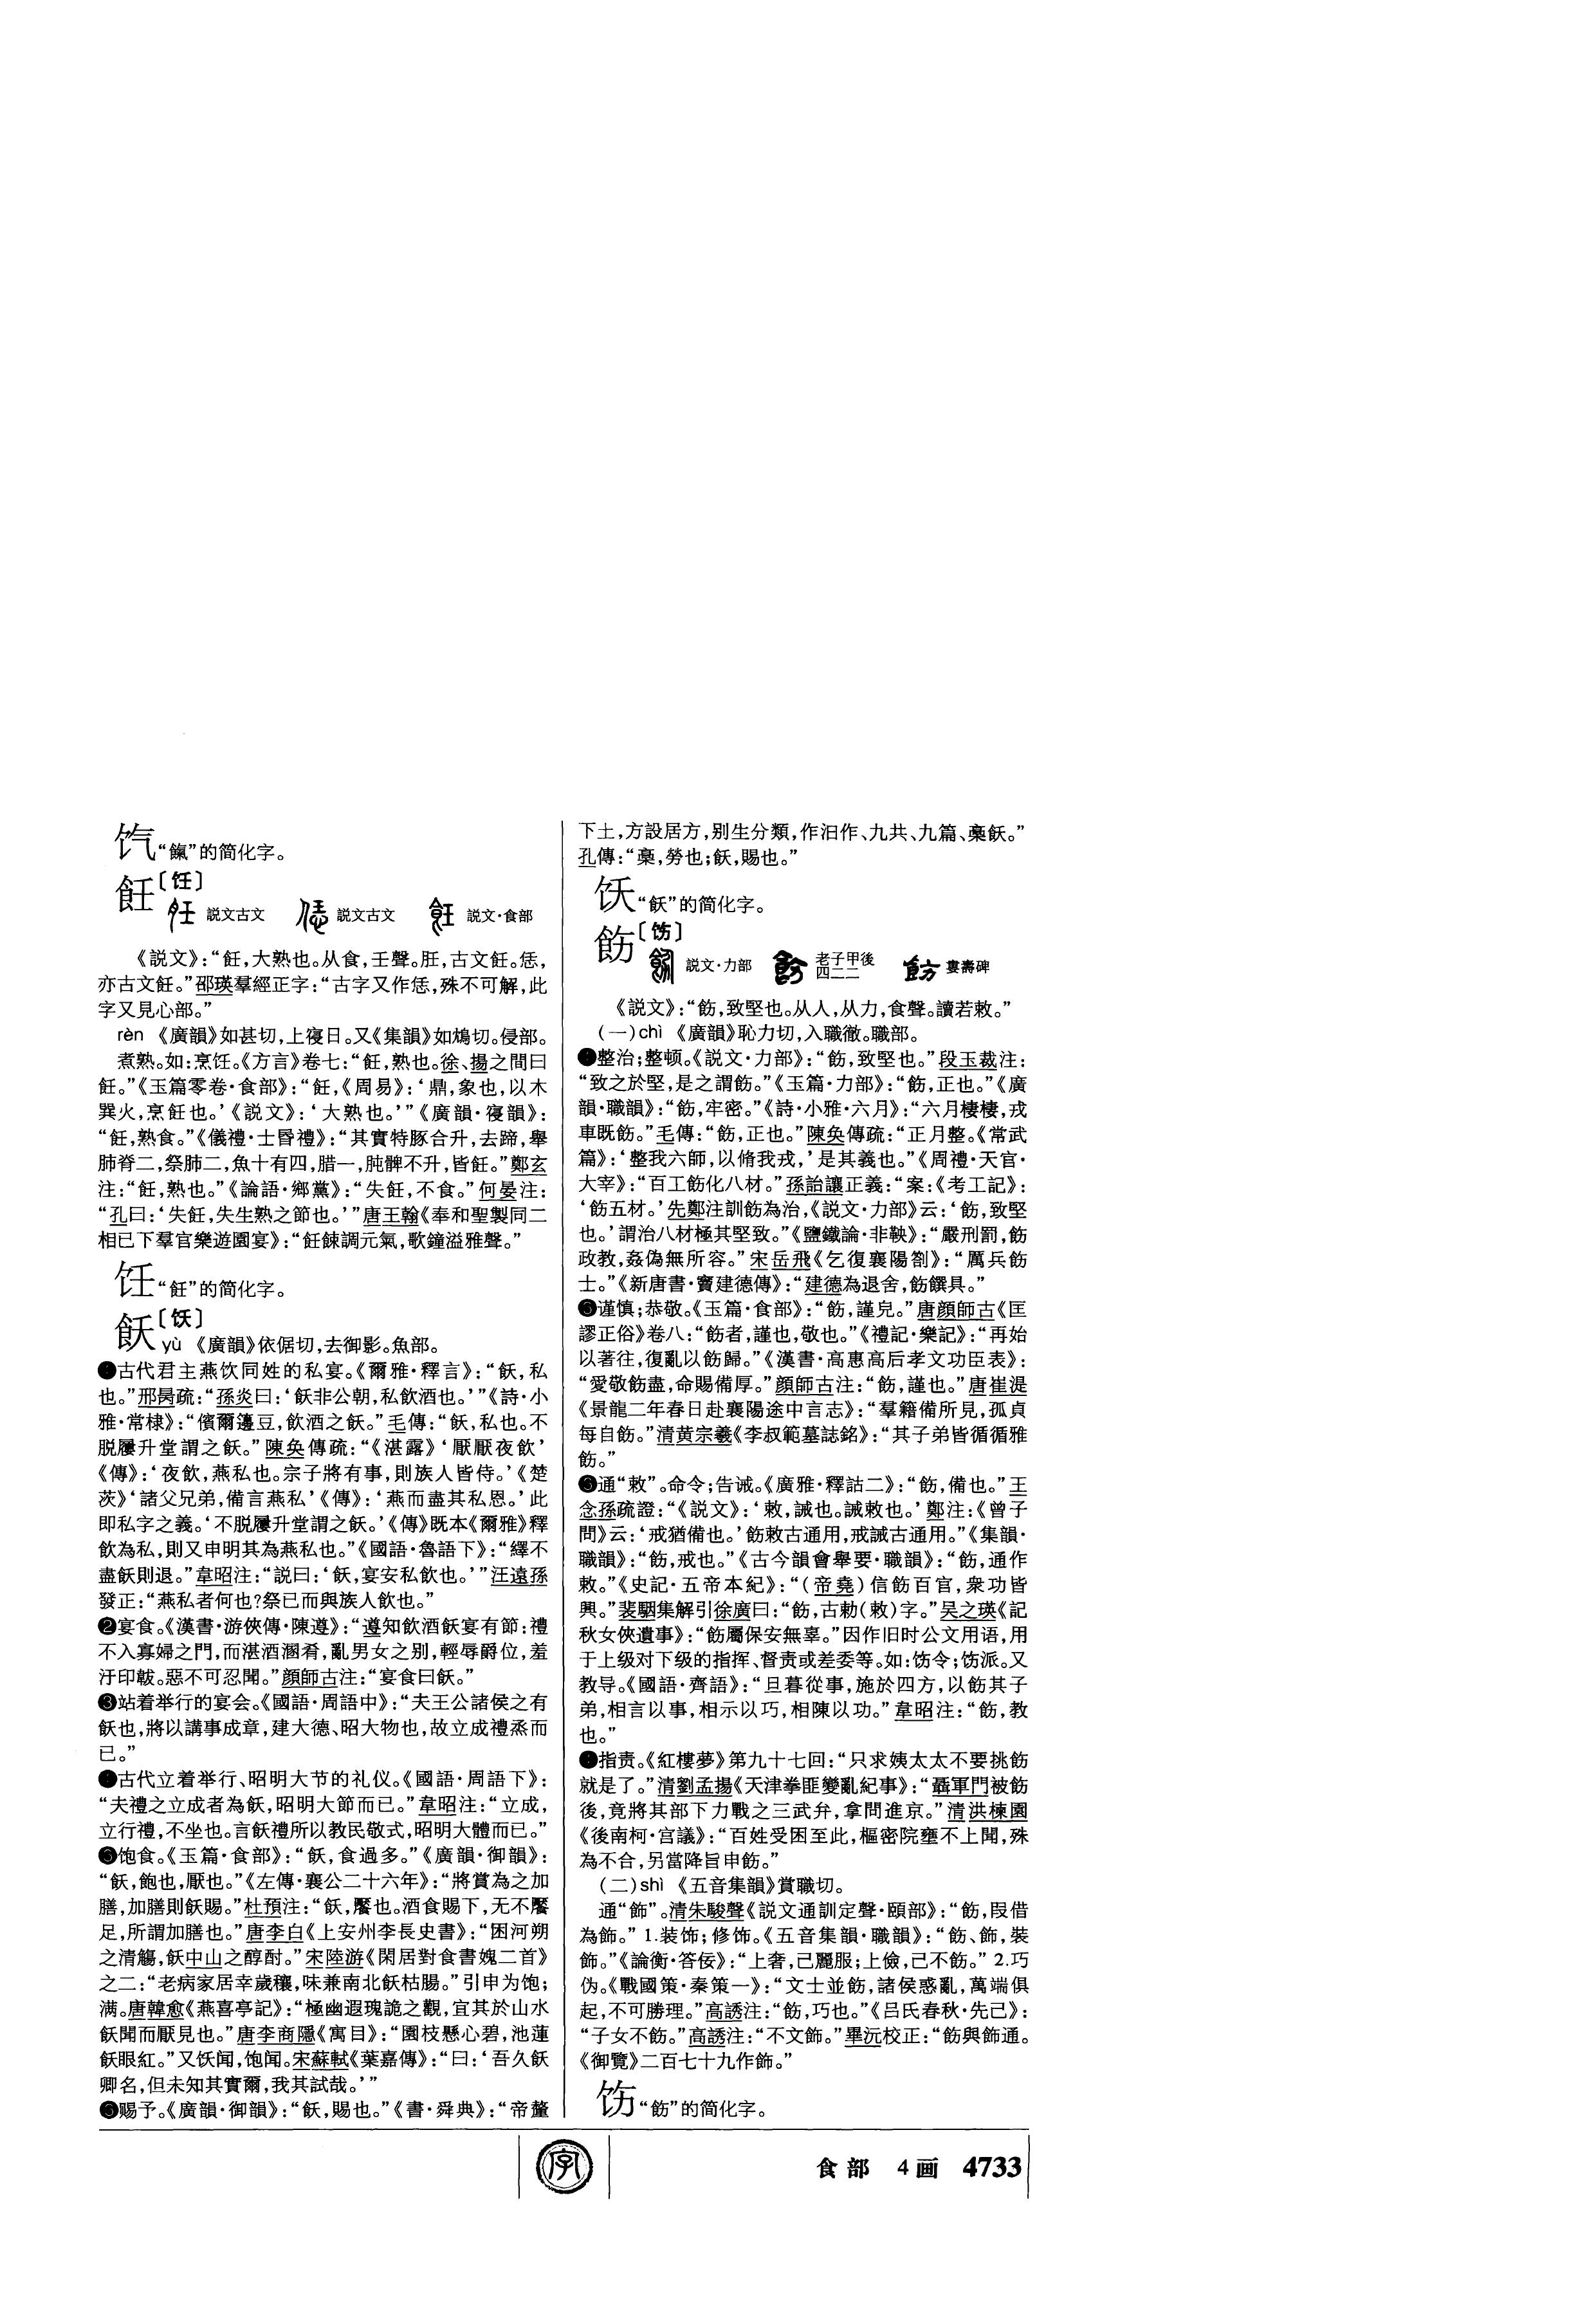 饩“餼”的简化字。
飪〔饪〕
説文古文 説文古文 説文·食部
《説文》：“飪，大熟也。从食，壬聲。肚，古文飪。恁，
亦古文飪。”邵瑛羣經正字：“古字又作恁，殊不可解，此
字又見心部。”
rèn 《廣韻》如甚切，上寑日。又《集韻》如鴆切。侵部。
煮熟。如：烹饪。《方言》卷七：“飪，熟也。徐、揚之間曰
飪。”《玉篇零卷·食部》：“飪，《周易》：‘鼎，象也，以木
巽火，烹飪也。’《説文》：‘大熟也。’”《廣韻·寑韻》：
“飪，熟食。”《儀禮·士昏禮》：“其實特豚合升，去蹄，舉
肺脊二，祭肺二，魚十有四，腊一，肫髀不升，皆飪。”鄭玄
注：“飪，熟也。”《論語·鄉黨》：“失飪，不食。”何晏注：
“孔曰：‘失飪，失生熟之節也。’”唐王翰《奉和聖製同二
相已下羣官樂遊園宴》：“飪餗調元氣，歌鐘溢雅聲。”
饪“飪”的简化字。
飫〔饫〕
yù 《廣韻》依倨切，去御影。魚部。
❶古代君主燕饮同姓的私宴。《爾雅·釋言》：“飫，私
也。”邢昺疏：“孫炎曰：‘飫非公朝，私飲酒也。’”《詩·小
雅·常棣》：“儐爾籩豆，飲酒之飫。”毛傳：“飫，私也。不
脱屨升堂謂之飫。”陳奂傳疏：“《湛露》‘厭厭夜飲’
《傳》：‘夜飲，燕私也。宗子將有事，則族人皆侍。’《楚
茨》‘諸父兄弟，備言燕私’《傳》：‘燕而盡其私恩。’此
即私字之義。‘不脱屨升堂謂之飫。’《傳》既本《爾雅》釋
飲為私，則又申明其為燕私也。”《國語·魯語下》：“繹不
盡飫則退。”韋昭注：“説曰：‘飫，宴安私飲也。’”汪遠孫
發正：“燕私者何也？祭已而與族人飲也。”
❷宴食。《漢書·游俠傳·陳遵》：“遵知飲酒飫宴有節：禮
不入寡婦之門，而湛酒溷肴，亂男女之别，輕辱爵位，羞
汙印韍。惡不可忍聞。”顔師古注：“宴食曰飫。”
❸站着举行的宴会。《國語·周語中》：“夫王公諸侯之有
飫也，將以講事成章，建大德、昭大物也，故立成禮烝而
已。”
❹古代立着举行、昭明大节的礼仪。《國語·周語下》：
“夫禮之立成者為飫，昭明大節而已。”韋昭注：“立成，
立行禮，不坐也。言飫禮所以教民敬式，昭明大體而已。”
❺饱食。《玉篇·食部》：“飫，食過多。”《廣韻·御韻》：
“飫，飽也，厭也。”《左傳·襄公二十六年》：“將賞為之加
膳，加膳則飫賜。”杜預注：“飫，饜也。酒食賜下，无不饜
足，所謂加膳也。”唐李白《上安州李長史書》：“困河朔
之清觴，飫中山之醇酎。”宋陸游《閑居對食書媿二首》
之二：“老病家居幸歲穰，味兼南北飫枯腸。”引申为饱；
满。唐韓愈《燕喜亭記》：“極幽遐瑰詭之觀，宜其於山水
飫聞而厭見也。”唐李商隱《寓目》：“園枝懸心碧，池蓮
飫眼紅。”又饫闻，饱闻。宋蘇軾《葉嘉傳》：“曰：‘吾久飫
卿名，但未知其實爾，我其試哉。’”
❻赐予。《廣韻·御韻》：“飫，賜也。”《書·舜典》：“帝釐
下土，方設居方，别生分類，作汩作、九共、九篇、稾飫。”
孔傳：“稾，勞也；飫，賜也。”
饫“飫”的简化字。
飭〔饬〕
説文·力部 老子甲後四二二 婁壽碑
《説文》：“飭，致堅也。从人，从力，食聲。讀若敕。”
（一）chì 《廣韻》恥力切，入職徹。職部。
❶整治；整顿。《説文·力部》：“飭，致堅也。”段玉裁注：
“致之於堅，是之謂飭。”《玉篇·力部》：“飭，正也。”《廣
韻·職韻》：“飭，牢密。”《詩·小雅·六月》：“六月棲棲，戎
車既飭。”毛傳：“飭，正也。”陳奂傳疏：“正月整。《常武
篇》：‘整我六師，以脩我戎，’是其義也。”《周禮·天官·
大宰》：“百工飭化八材。”孫詒讓正義：“案：《考工記》：
‘飭五材。’先鄭注訓飭為治，《説文·力部》云：‘飭，致堅
也。’謂治八材極其堅致。”《鹽鐵論·非鞅》：“嚴刑罰，飭
政教，姦偽無所容。”宋岳飛《乞復襄陽劄》：“厲兵飭
士。”《新唐書·竇建德傳》：“建德為退舍，飭饌具。”
❷谨慎；恭敬。《玉篇·食部》：“飭，謹皃。”唐顔師古《匡
謬正俗》卷八：“飭者，謹也，敬也。”《禮記·樂記》：“再始
以著往，復亂以飭歸。”《漢書·高惠高后孝文功臣表》：
“愛敬飭盡，命賜備厚。”顔師古注：“飭，謹也。”唐崔湜
《景龍二年春日赴襄陽途中言志》：“羣籍備所見，孤貞
每自飭。”清黄宗羲《李叔範墓誌銘》：“其子弟皆循循雅
飭。”
❸通“敕”。命令；告诫。《廣雅·釋詁二》：“飭，備也。”王
念孫疏證：“《説文》：‘敕，誡也。誡敕也。’鄭注：《曾子
問》云：‘戒猶備也。’飭敕古通用，戒誡古通用。”《集韻·
職韻》：“飭，戒也。”《古今韻會舉要·職韻》：“飭，通作
敕。”《史記·五帝本紀》：“（帝堯）信飭百官，衆功皆
興。”裴駰集解引徐廣曰：“飭，古勅（敕）字。”吴之瑛《記
秋女俠遺事》：“飭屬保安無辜。”因作旧时公文用语，用
于上级对下级的指挥、督责或差委等。如：饬令；饬派。又
教导。《國語·齊語》：“旦暮從事，施於四方，以飭其子
弟，相言以事，相示以巧，相陳以功。”韋昭注：“飭，教
也。”
❹指责。《紅樓夢》第九十七回：“只求姨太太不要挑飭
就是了。”清劉孟揚《天津拳匪變亂紀事》：“聶軍門被飭
後，竟將其部下力戰之三武弁，拿問進京。”清洪楝園
《後南柯·宫議》：“百姓受困至此，樞密院壅不上聞，殊
為不合，另當降旨申飭。”
（二）shì 《五音集韻》賞職切。
通“飾”。清朱駿聲《説文通訓定聲·頤部》：“飭，叚借
為飾。” 1.装饰；修饰。《五音集韻·職韻》：“飭、飾，裝
飾。”《論衡·答佞》：“上奢，己麗服；上儉，己不飭。” 2.巧
伪。《戰國策·秦策一》：“文士並飭，諸侯惑亂，萬端俱
起，不可勝理。”高誘注：“飭，巧也。”《吕氏春秋·先己》：
“子女不飭。”高誘注：“不文飾。”畢沅校正：“飭與飾通。
《御覽》二百七十九作飾。”
饬“飭”的简化字。
字 食部 4画 4733